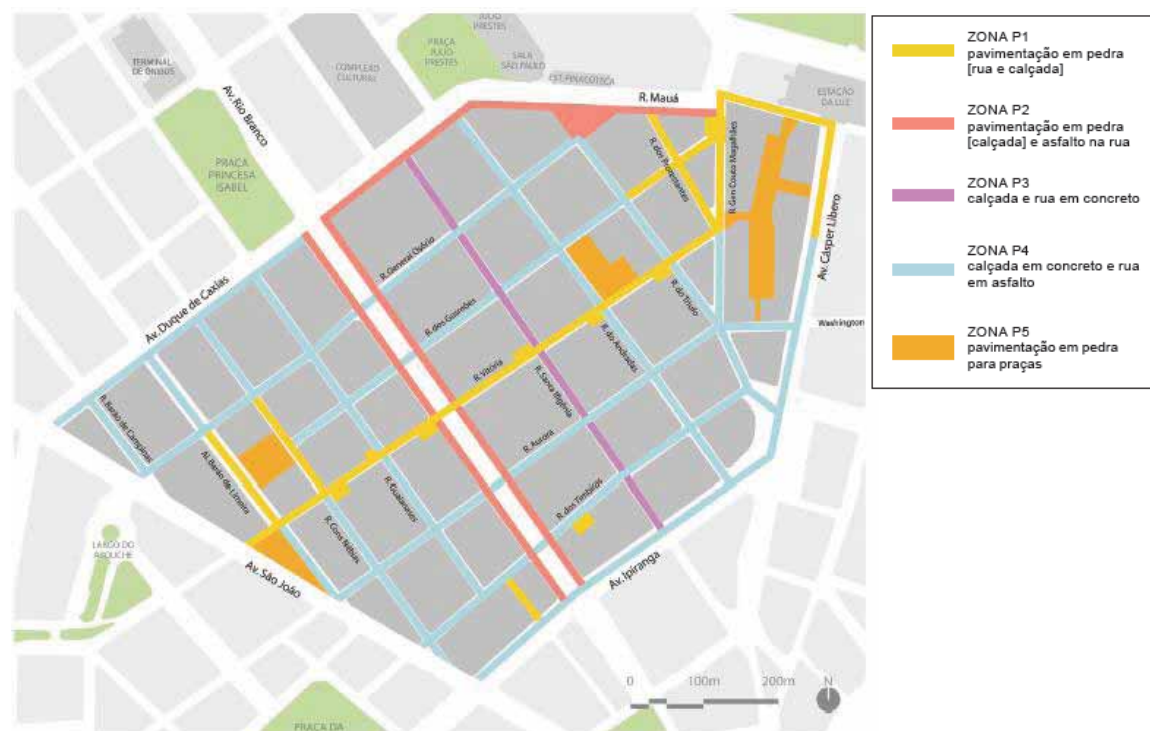 JÚLIO
PRESTES
TERMINAL
DE ÔNIBUS
PRAÇA
JULIO
PRESTES
SALA
SÃO PAULO
COMPLEXO
CULTURAL
EST. PINACOTECA
Av. Rio Branco
R. Mauá
ESTAÇÃO
DA LUZ
PRAÇA
PRINCESA
ISABEL
R. dos Protestantes
R. Gen Couto Magalhães
Av. Cásper Líbero
R. General Osório
Av. Duque de Caxias
R. dos Gusmões
R. do Triufo
Washington
R. Vitória
R. do Andradas
R. Santa Ifigênia
R. Barão de Campinas
Al. Barão de Limeira
R. Aurora
R. Guaianases
R. dos Timbiras
R. Cons Nébias
LARGO DO
AROUCHE
Av. São João
Av. Ipiranga
0 100m 200m N
PRAÇA DA
ZONA P1
pavimentação em pedra
[rua e calçada]
ZONA P2
pavimentação em pedra
[calçada] e asfalto na rua
ZONA P3
calçada e rua em concreto
ZONA P4
calçada em concreto e rua
em asfalto
ZONA P5
pavimentação em pedra
para praças